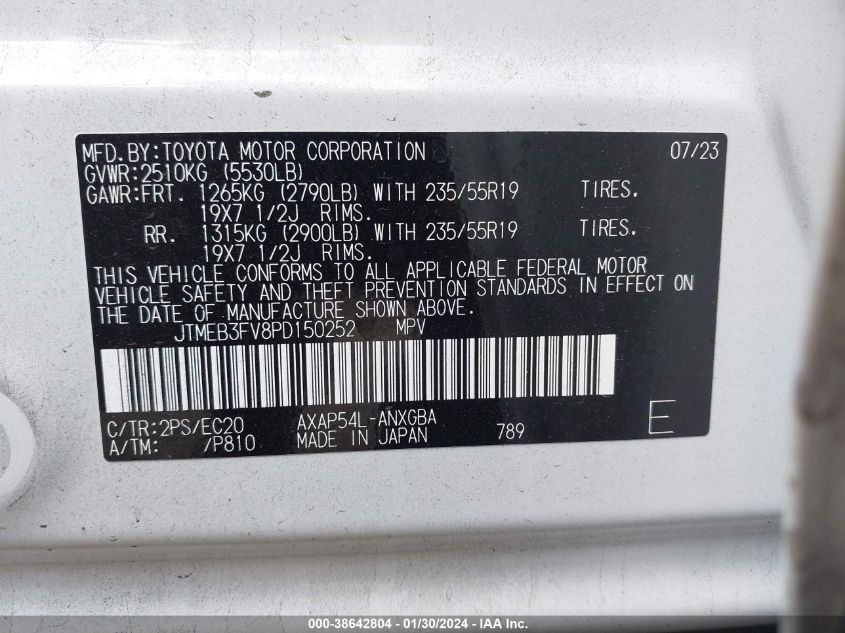 MFD.BY:TOYOTA MOTOR CORPORATION 07/23
GVWR:2510KG (5530LB)
GAWR:FRT. 1265KG (2790LB) WITH 235/55R19 TIRES.
19X7 1/2J RIMS.
RR. 1315KG (2900LB) WITH 235/55R19 TIRES.
19X7 1/2J RIMS.
THIS VEHICLE CONFORMS TO ALL APPLICABLE FEDERAL MOTOR
VEHICLE SAFETY AND THEFT PREVENTION STANDARDS IN EFFECT ON
THE DATE OF MANUFACTURE SHOWN ABOVE.
JTMEB3FV8PD150252 MPV
C/TR:2PS/EC20 AXAP54L-ANXGBA
A/TM: /P810 MADE IN JAPAN 789 E
000-38642804 - 01/30/2024 - IAA Inc.